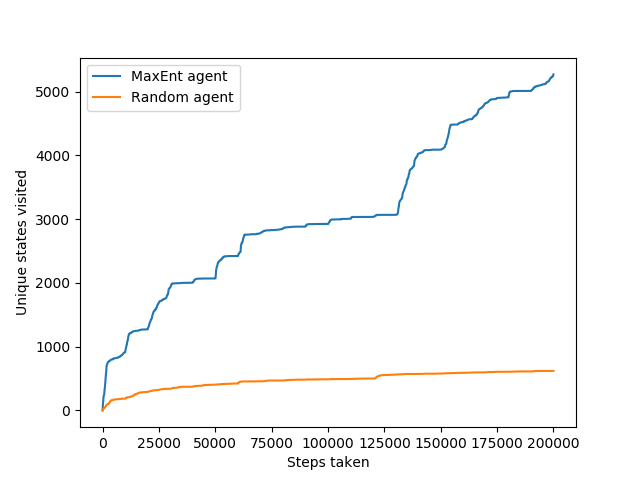 MaxEnt agent
Random agent
Unique states visited
5000
4000
3000
2000
1000
0
0 25000 50000 75000 100000 125000 150000 175000 200000
Steps taken